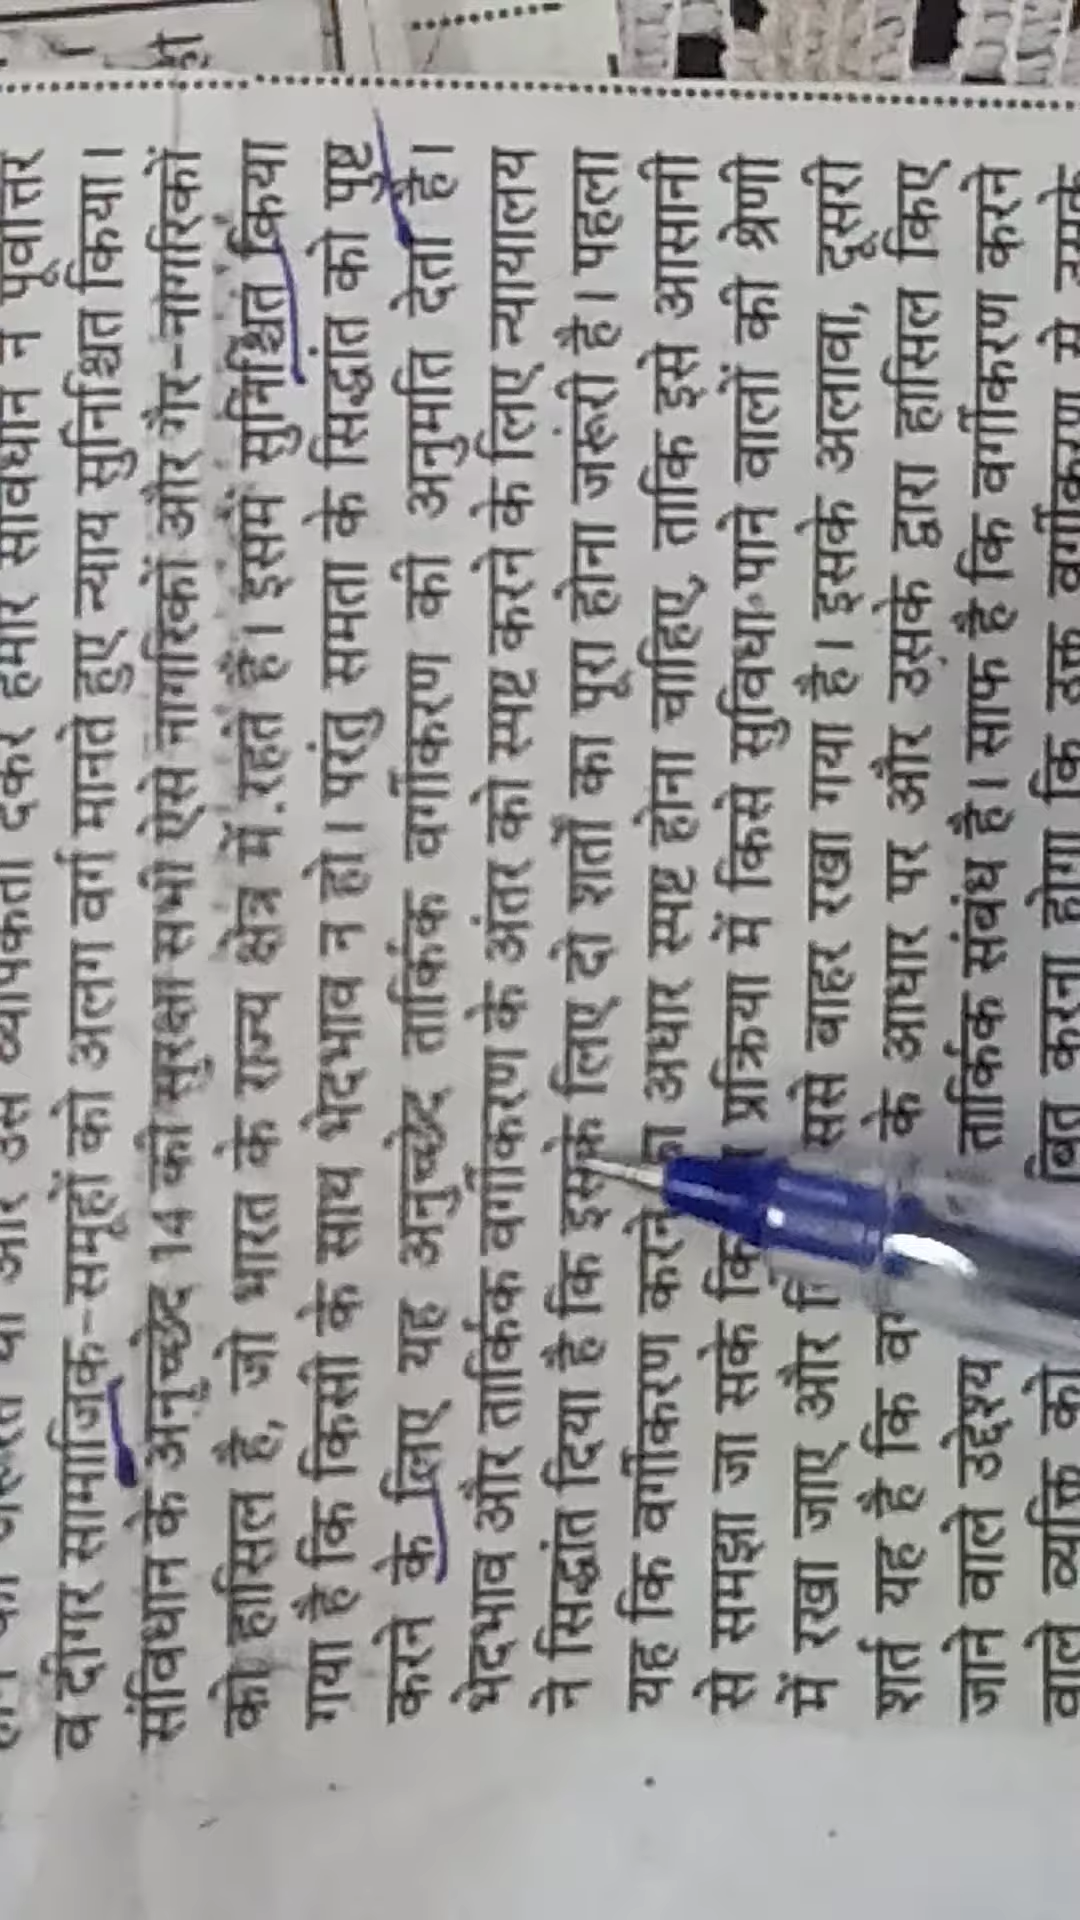 व दीगर सामाजिक-समूहों को अलग वर्ग मानते हुए न्याय सुनिश्चित किया।
संविधान के अनुच्छेद 14 की सुरक्षा सभी ऐसे नागरिकों और गैर-नागरिकों
को हासिल है, जो भारत के राज्य क्षेत्र में रहते हैं। इसमें सुनिश्चित किया
गया है कि किसी के साथ भेदभाव न हो। परंतु समता के सिद्धांत को पुष्ट
करने के लिए यह अनुच्छेद तार्किक वर्गीकरण की अनुमति देता है।
भेदभाव और तार्किक वर्गीकरण के अंतर को स्पष्ट करने के लिए न्यायालय
ने सिद्धांत दिया है कि इसके लिए दो शर्तों का पूरा होना जरूरी है। पहला
यह कि वर्गीकरण करने का अधार स्पष्ट होना चाहिए, ताकि इसे आसानी
से समझा जा सके प्रक्रिया में किसे सुविधा पाने वालों की श्रेणी
में रखा जाए और बाहर रखा गया है। इसके अलावा, दूसरी
शर्त यह है कि के आधार पर और उसके द्वारा हासिल किए
जाने वाले उद्देश्य तार्किक संबंध है। साफ है कि वर्गीकरण करने
वाले व्यक्ति को करना होगा कि